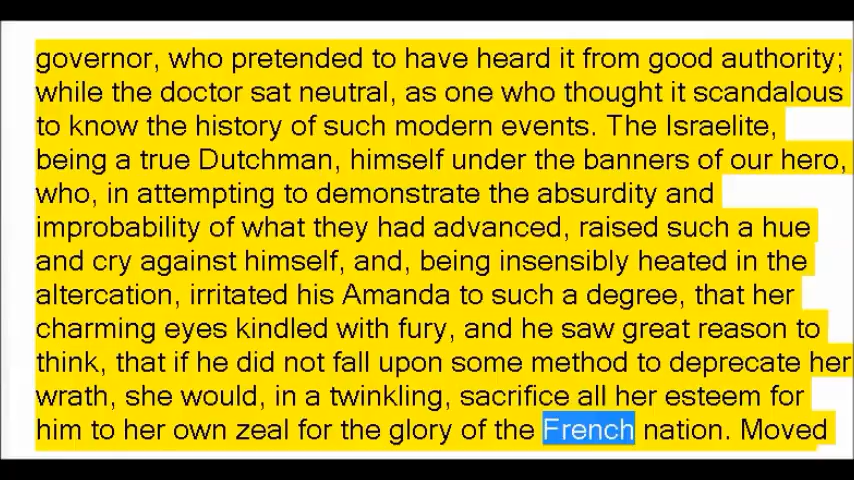 governor, who pretended to have heard it from good authority;
while the doctor sat neutral, as one who thought it scandalous
to know the history of such modern events. The Israelite,
being a true Dutchman, himself under the banners of our hero,
who, in attempting to demonstrate the absurdity and
improbability of what they had advanced, raised such a hue
and cry against himself, and, being insensibly heated in the
altercation, irritated his Amanda to such a degree, that her
charming eyes kindled with fury, and he saw great reason to
think, that if he did not fall upon some method to deprecate her
wrath, she would, in a twinkling, sacrifice all her esteem for
him to her own zeal for the glory of the French nation. Moved